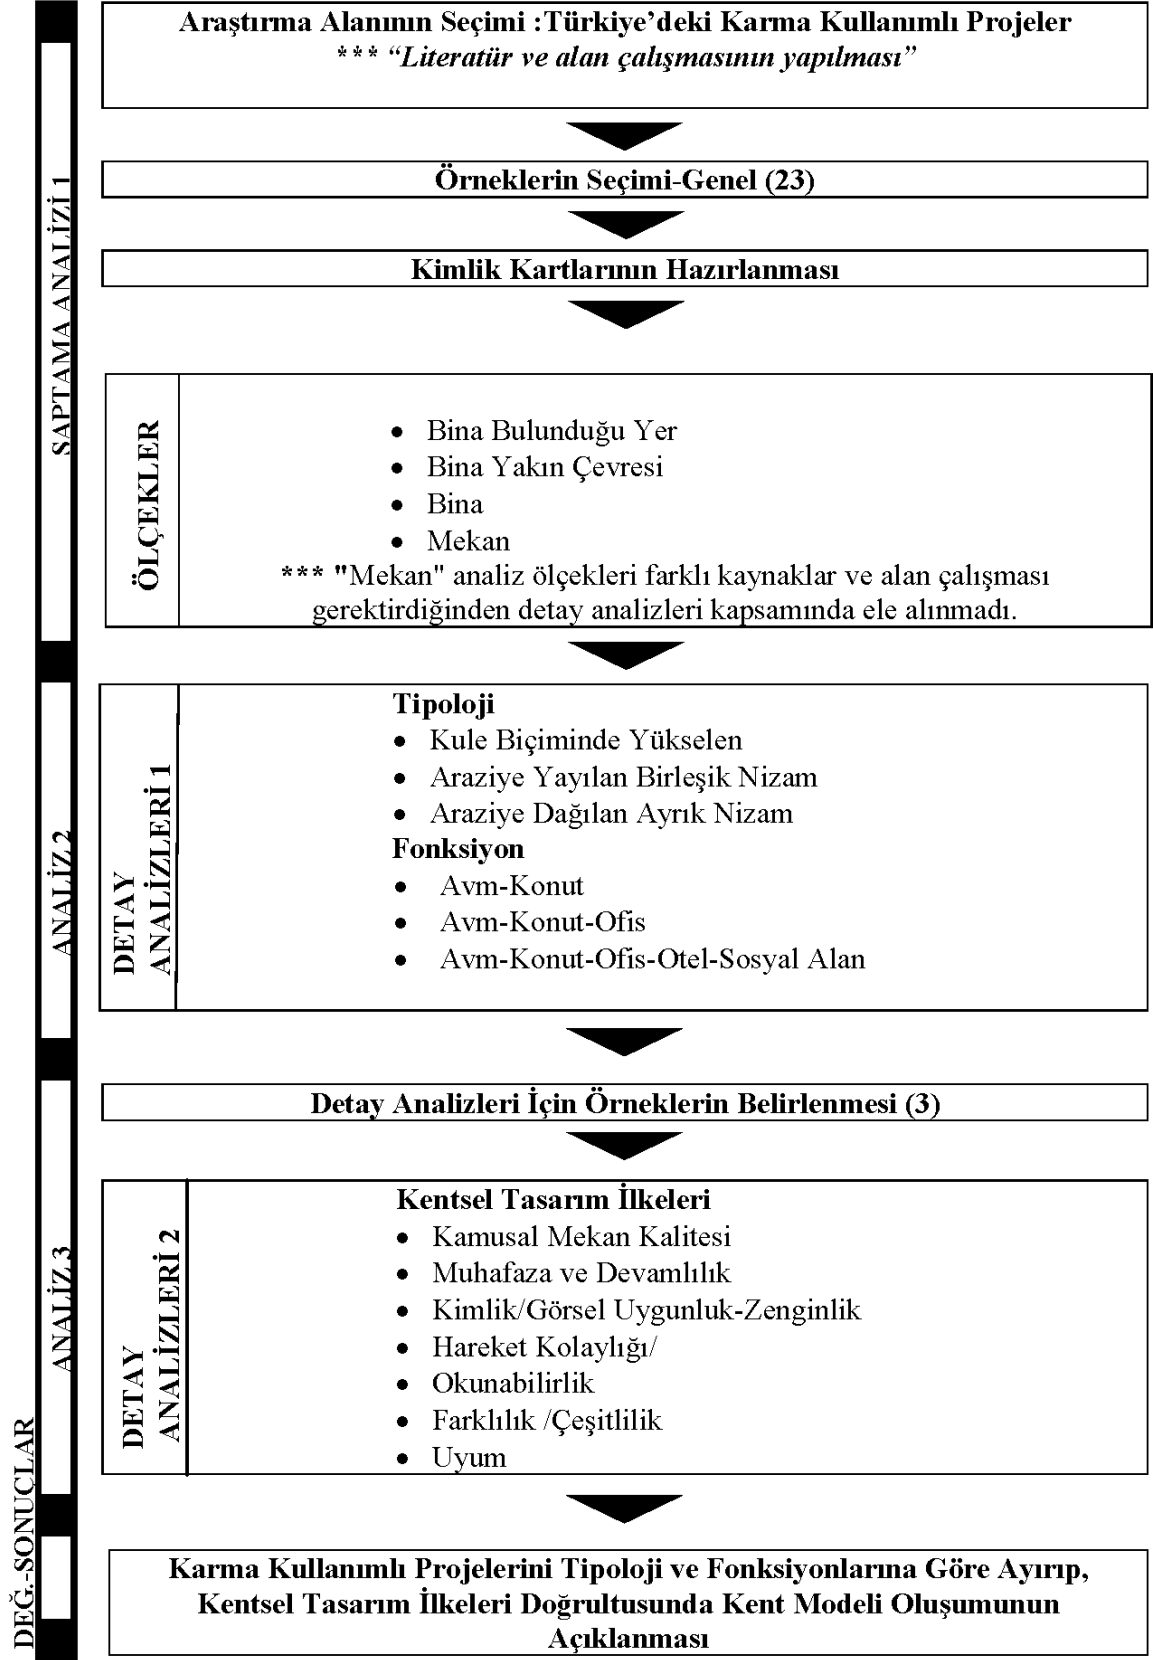 Araştırma Alanının Seçimi :Türkiye’deki Karma Kullanımlı Projeler
*** “Literatür ve alan çalışmasının yapılması”
SAPTAMA ANALİZİ 1
Örneklerin Seçimi-Genel (23)
Kimlik Kartlarının Hazırlanması
ÖLÇEKLER
• Bina Bulunduğu Yer
• Bina Yakın Çevresi
• Bina
• Mekan
*** "Mekan" analiz ölçekleri farklı kaynaklar ve alan çalışması
gerektirdiğinden detay analizleri kapsamında ele alınmadı.
ANALİZ 2
DETAY
ANALİZLERİ 1
Tipoloji
• Kule Biçiminde Yükselen
• Araziye Yayılan Birleşik Nizam
• Araziye Dağılan Ayrık Nizam
Fonksiyon
• Avm-Konut
• Avm-Konut-Ofis
• Avm-Konut-Ofis-Otel-Sosyal Alan
ANALİZ 3
Detay Analizleri İçin Örneklerin Belirlenmesi (3)
DETAY
ANALİZLERİ 2
Kentsel Tasarım İlkeleri
• Kamusal Mekan Kalitesi
• Muhafaza ve Devamlılık
• Kimlik/Görsel Uygunluk-Zenginlik
• Hareket Kolaylığı/
• Okunabilirlik
• Farklılık /Çeşitlilik
• Uyum
DEĞ.-SONUÇLAR
Karma Kullanımlı Projelerini Tipoloji ve Fonksiyonlarına Göre Ayırıp,
Kentsel Tasarım İlkeleri Doğrultusunda Kent Modeli Oluşumunun
Açıklanması